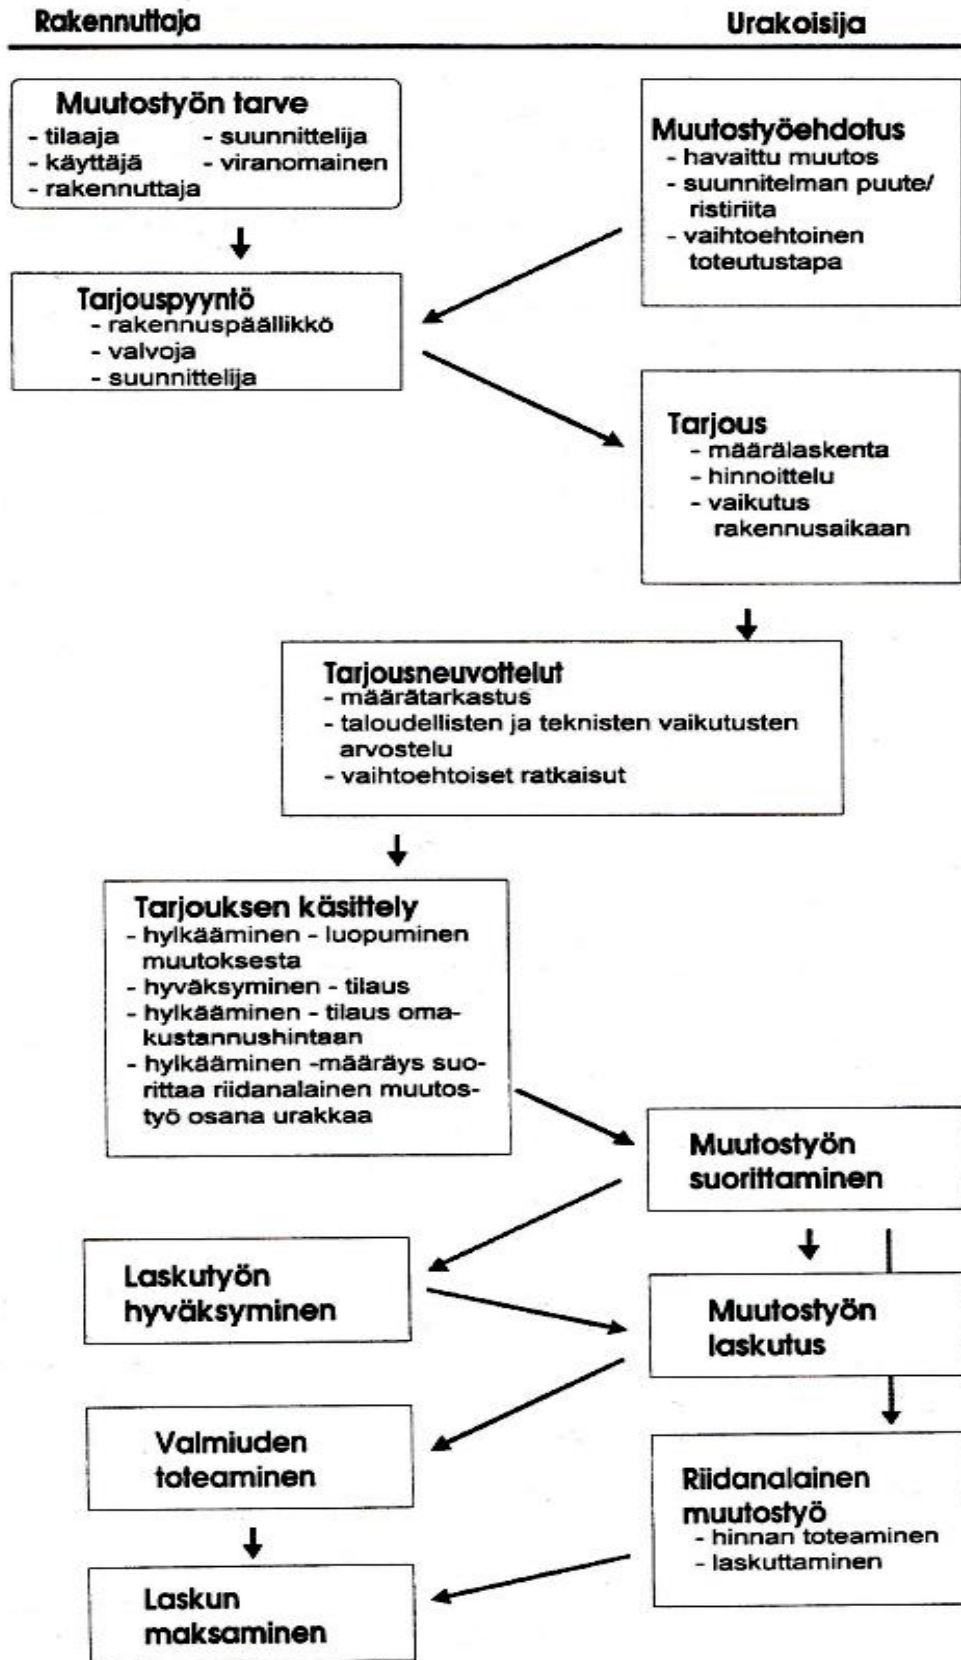 Rakennuttaja
Urakoisija
Muutostyön tarve
- tilaaja - suunnittelija
- käyttäjä - viranomainen
- rakennuttaja
Muutostyöehdotus
- havaittu muutos
- suunnitelman puute/
ristiriita
- vaihtoehtoinen
toteutustapa
Tarjouspyyntö
- rakennuspäällikkö
- valvoja
- suunnittelija
Tarjous
- määrälaskenta
- hinnoittelu
- vaikutus
rakennusaikaan
Tarjousneuvottelut
- määrätarkastus
- taloudellisten ja teknisten vaikutusten
arvostelu
- vaihtoehtoiset ratkaisut
Tarjouksen käsittely
- hylkääminen - luopuminen
muutoksesta
- hyväksyminen - tilaus
- hylkääminen - tilaus oma-
kustannushintaan
- hylkääminen -määräys suo-
rittaa riidanalainen muutos-
työ osana urakkaa
Muutostyön
suorittaminen
Laskutyön
hyväksyminen
Muutostyön
laskutus
Valmiuden
toteaminen
Riidanalainen
muutostyö
- hinnan toteaminen
- laskuttaminen
Laskun
maksaminen